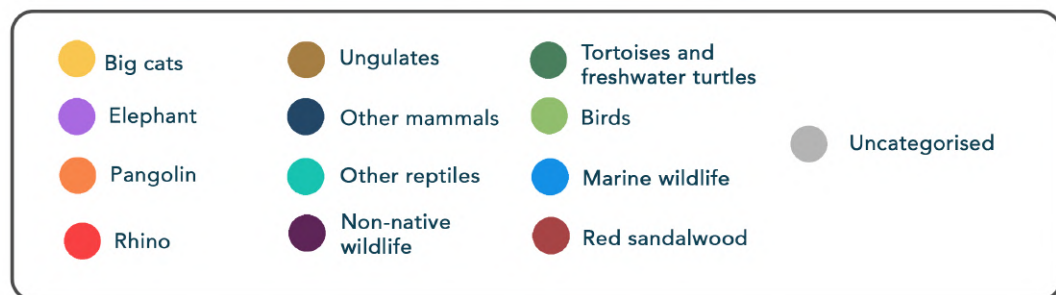 Big cats
Elephant
Pangolin
Rhino
Ungulates
Other mammals
Other reptiles
Non-native
wildlife
Tortoises and
freshwater turtles
Birds
Marine wildlife
Red sandalwood
Uncategorised